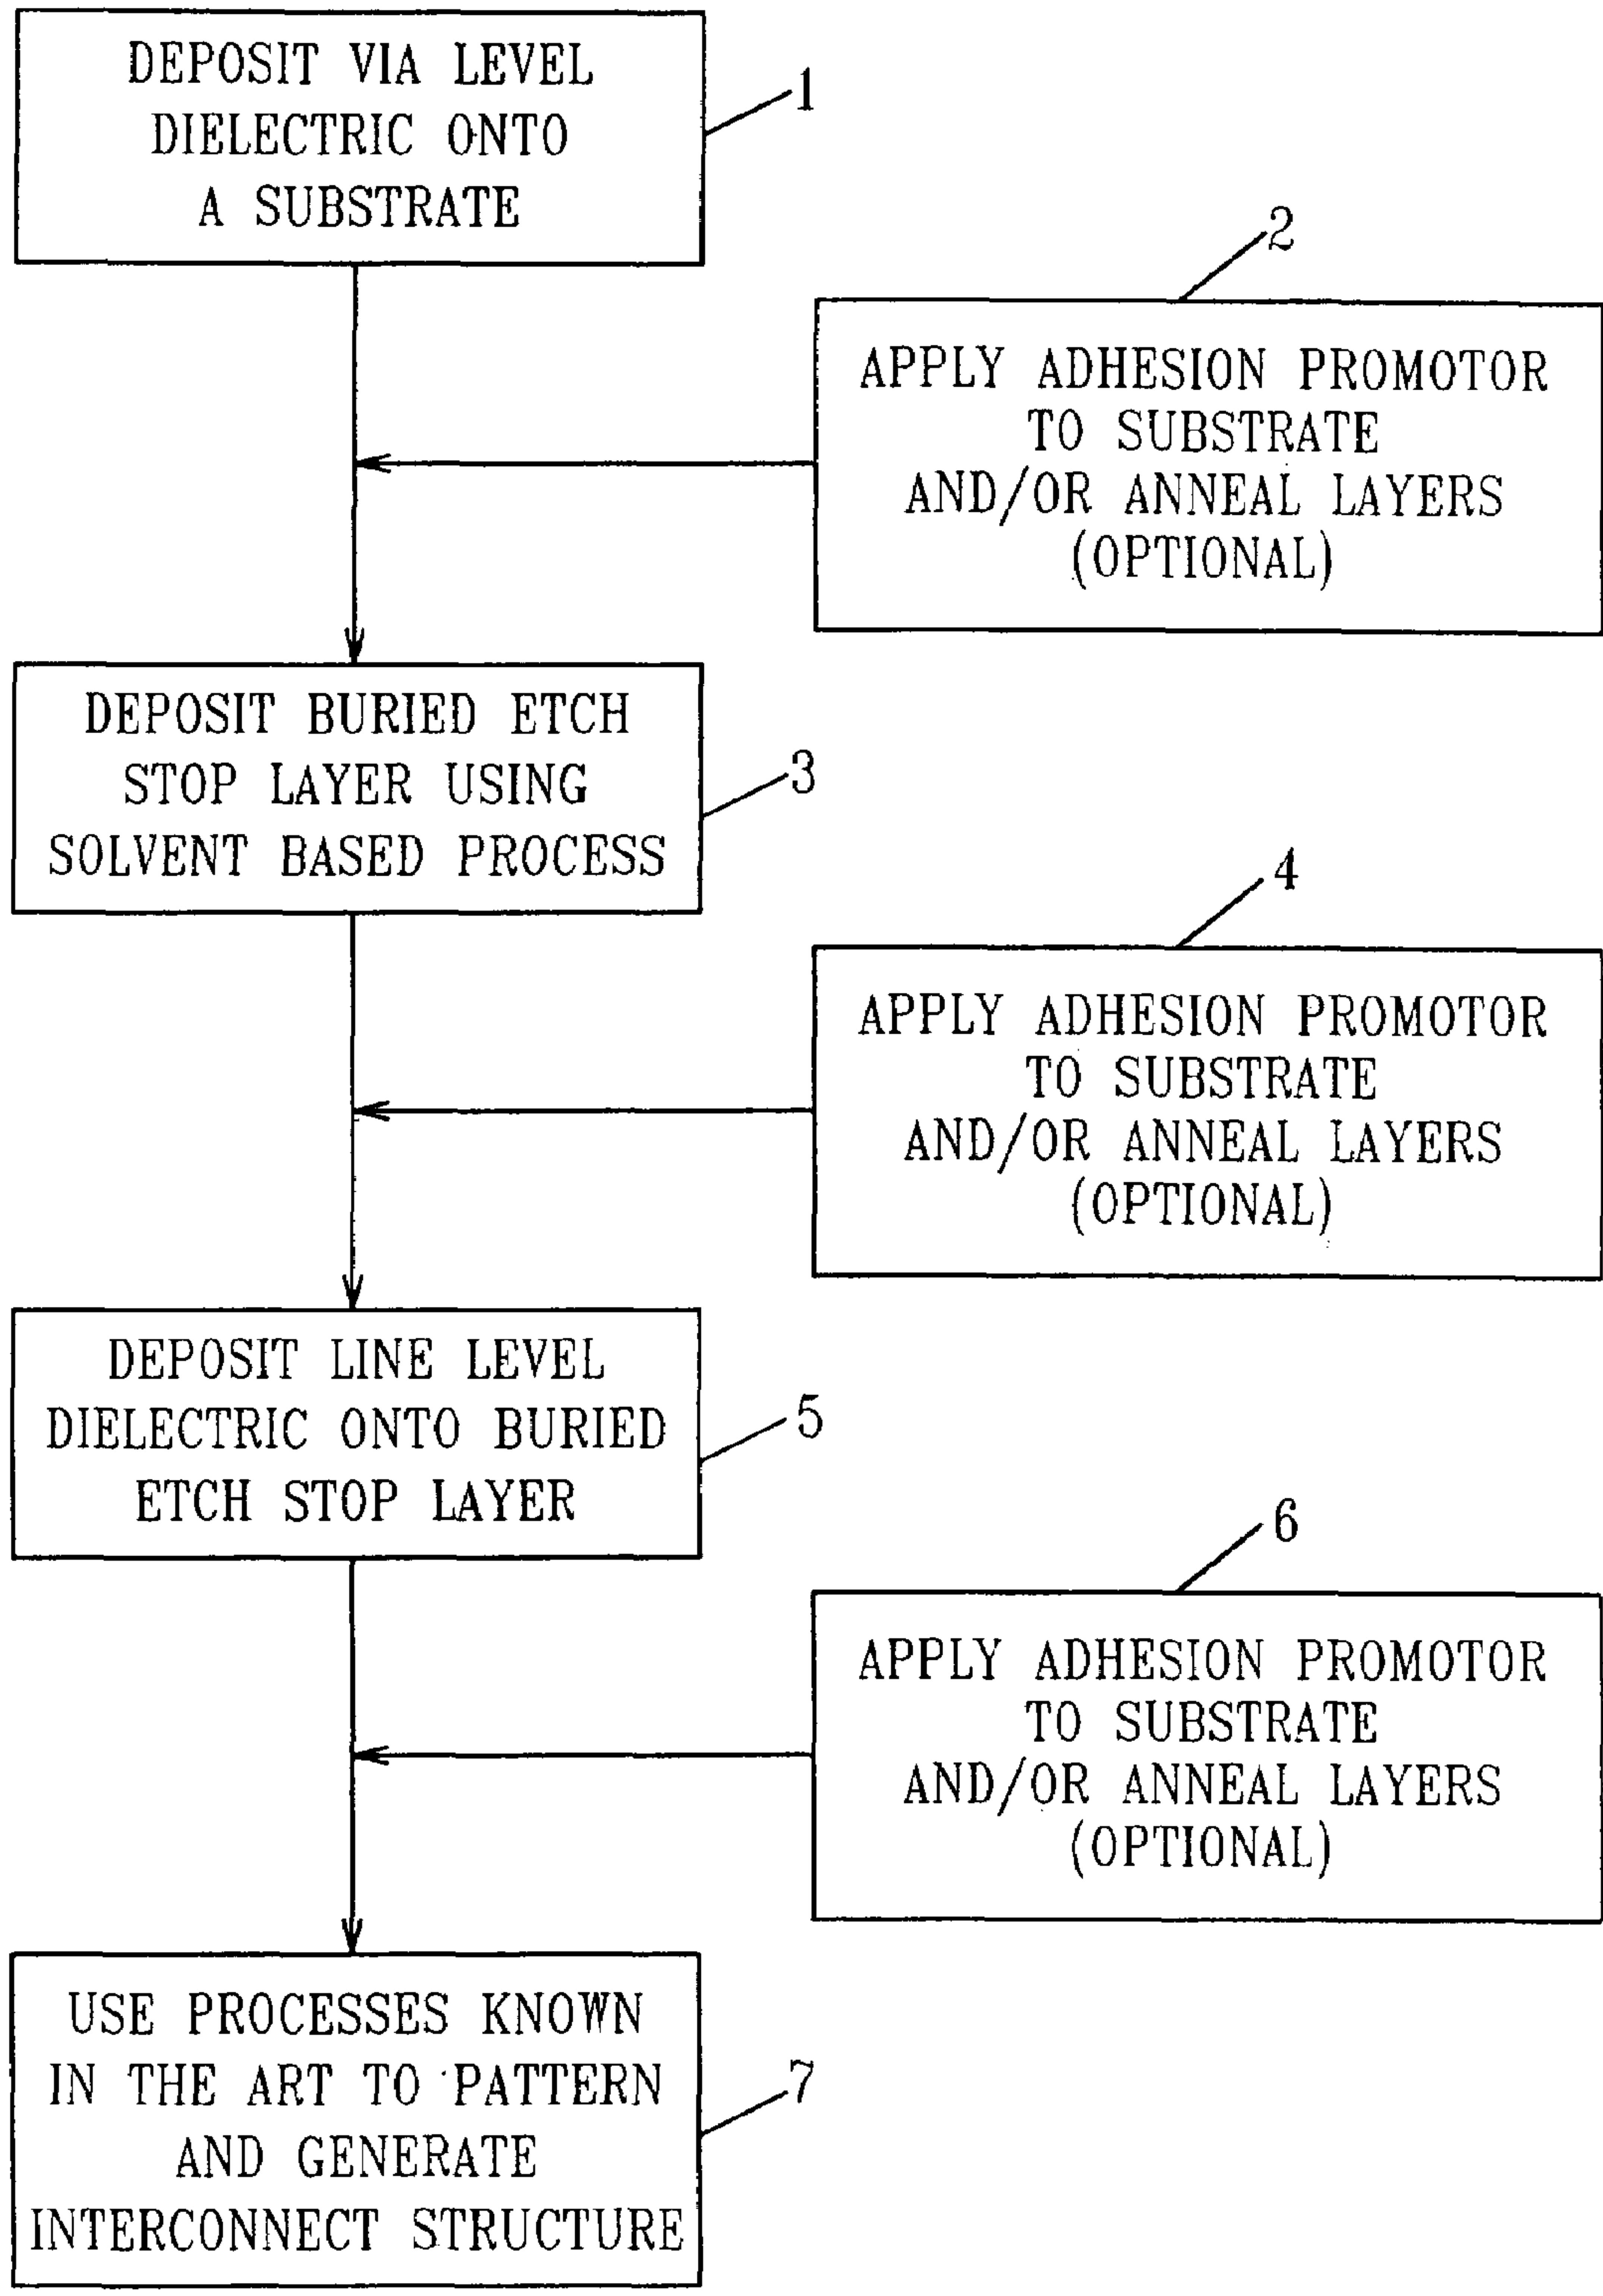 DEPOSIT VIA LEVEL
DIELECTRIC ONTO
A SUBSTRATE
1
2
APPLY ADHESION PROMOTOR
TO SUBSTRATE
AND/OR ANNEAL LAYERS
(OPTIONAL)
DEPOSIT BURIED ETCH
STOP LAYER USING
SOLVENT BASED PROCESS
3
4
APPLY ADHESION PROMOTOR
TO SUBSTRATE
AND/OR ANNEAL LAYERS
(OPTIONAL)
DEPOSIT LINE LEVEL
DIELECTRIC ONTO BURIED
ETCH STOP LAYER
5
6
APPLY ADHESION PROMOTOR
TO SUBSTRATE
AND/OR ANNEAL LAYERS
(OPTIONAL)
USE PROCESSES KNOWN
IN THE ART TO PATTERN
AND GENERATE
INTERCONNECT STRUCTURE
7